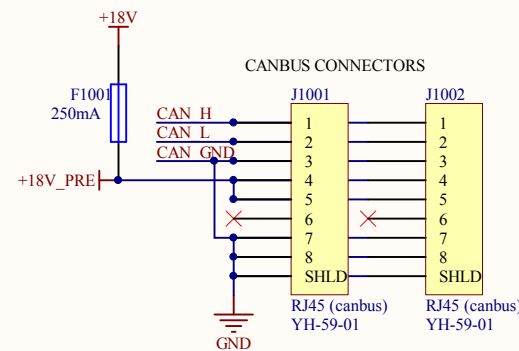 +18V
CANBUS CONNECTORS
F1001
250mA
J1001
J1002
CAN_H
CAN_L
CAN_GND
+18V_PRE
1
2
3
4
5
6
7
8
SHLD
1
2
3
4
5
6
7
8
SHLD
RJ45 (canbus)
YH-59-01
RJ45 (canbus)
YH-59-01
GND